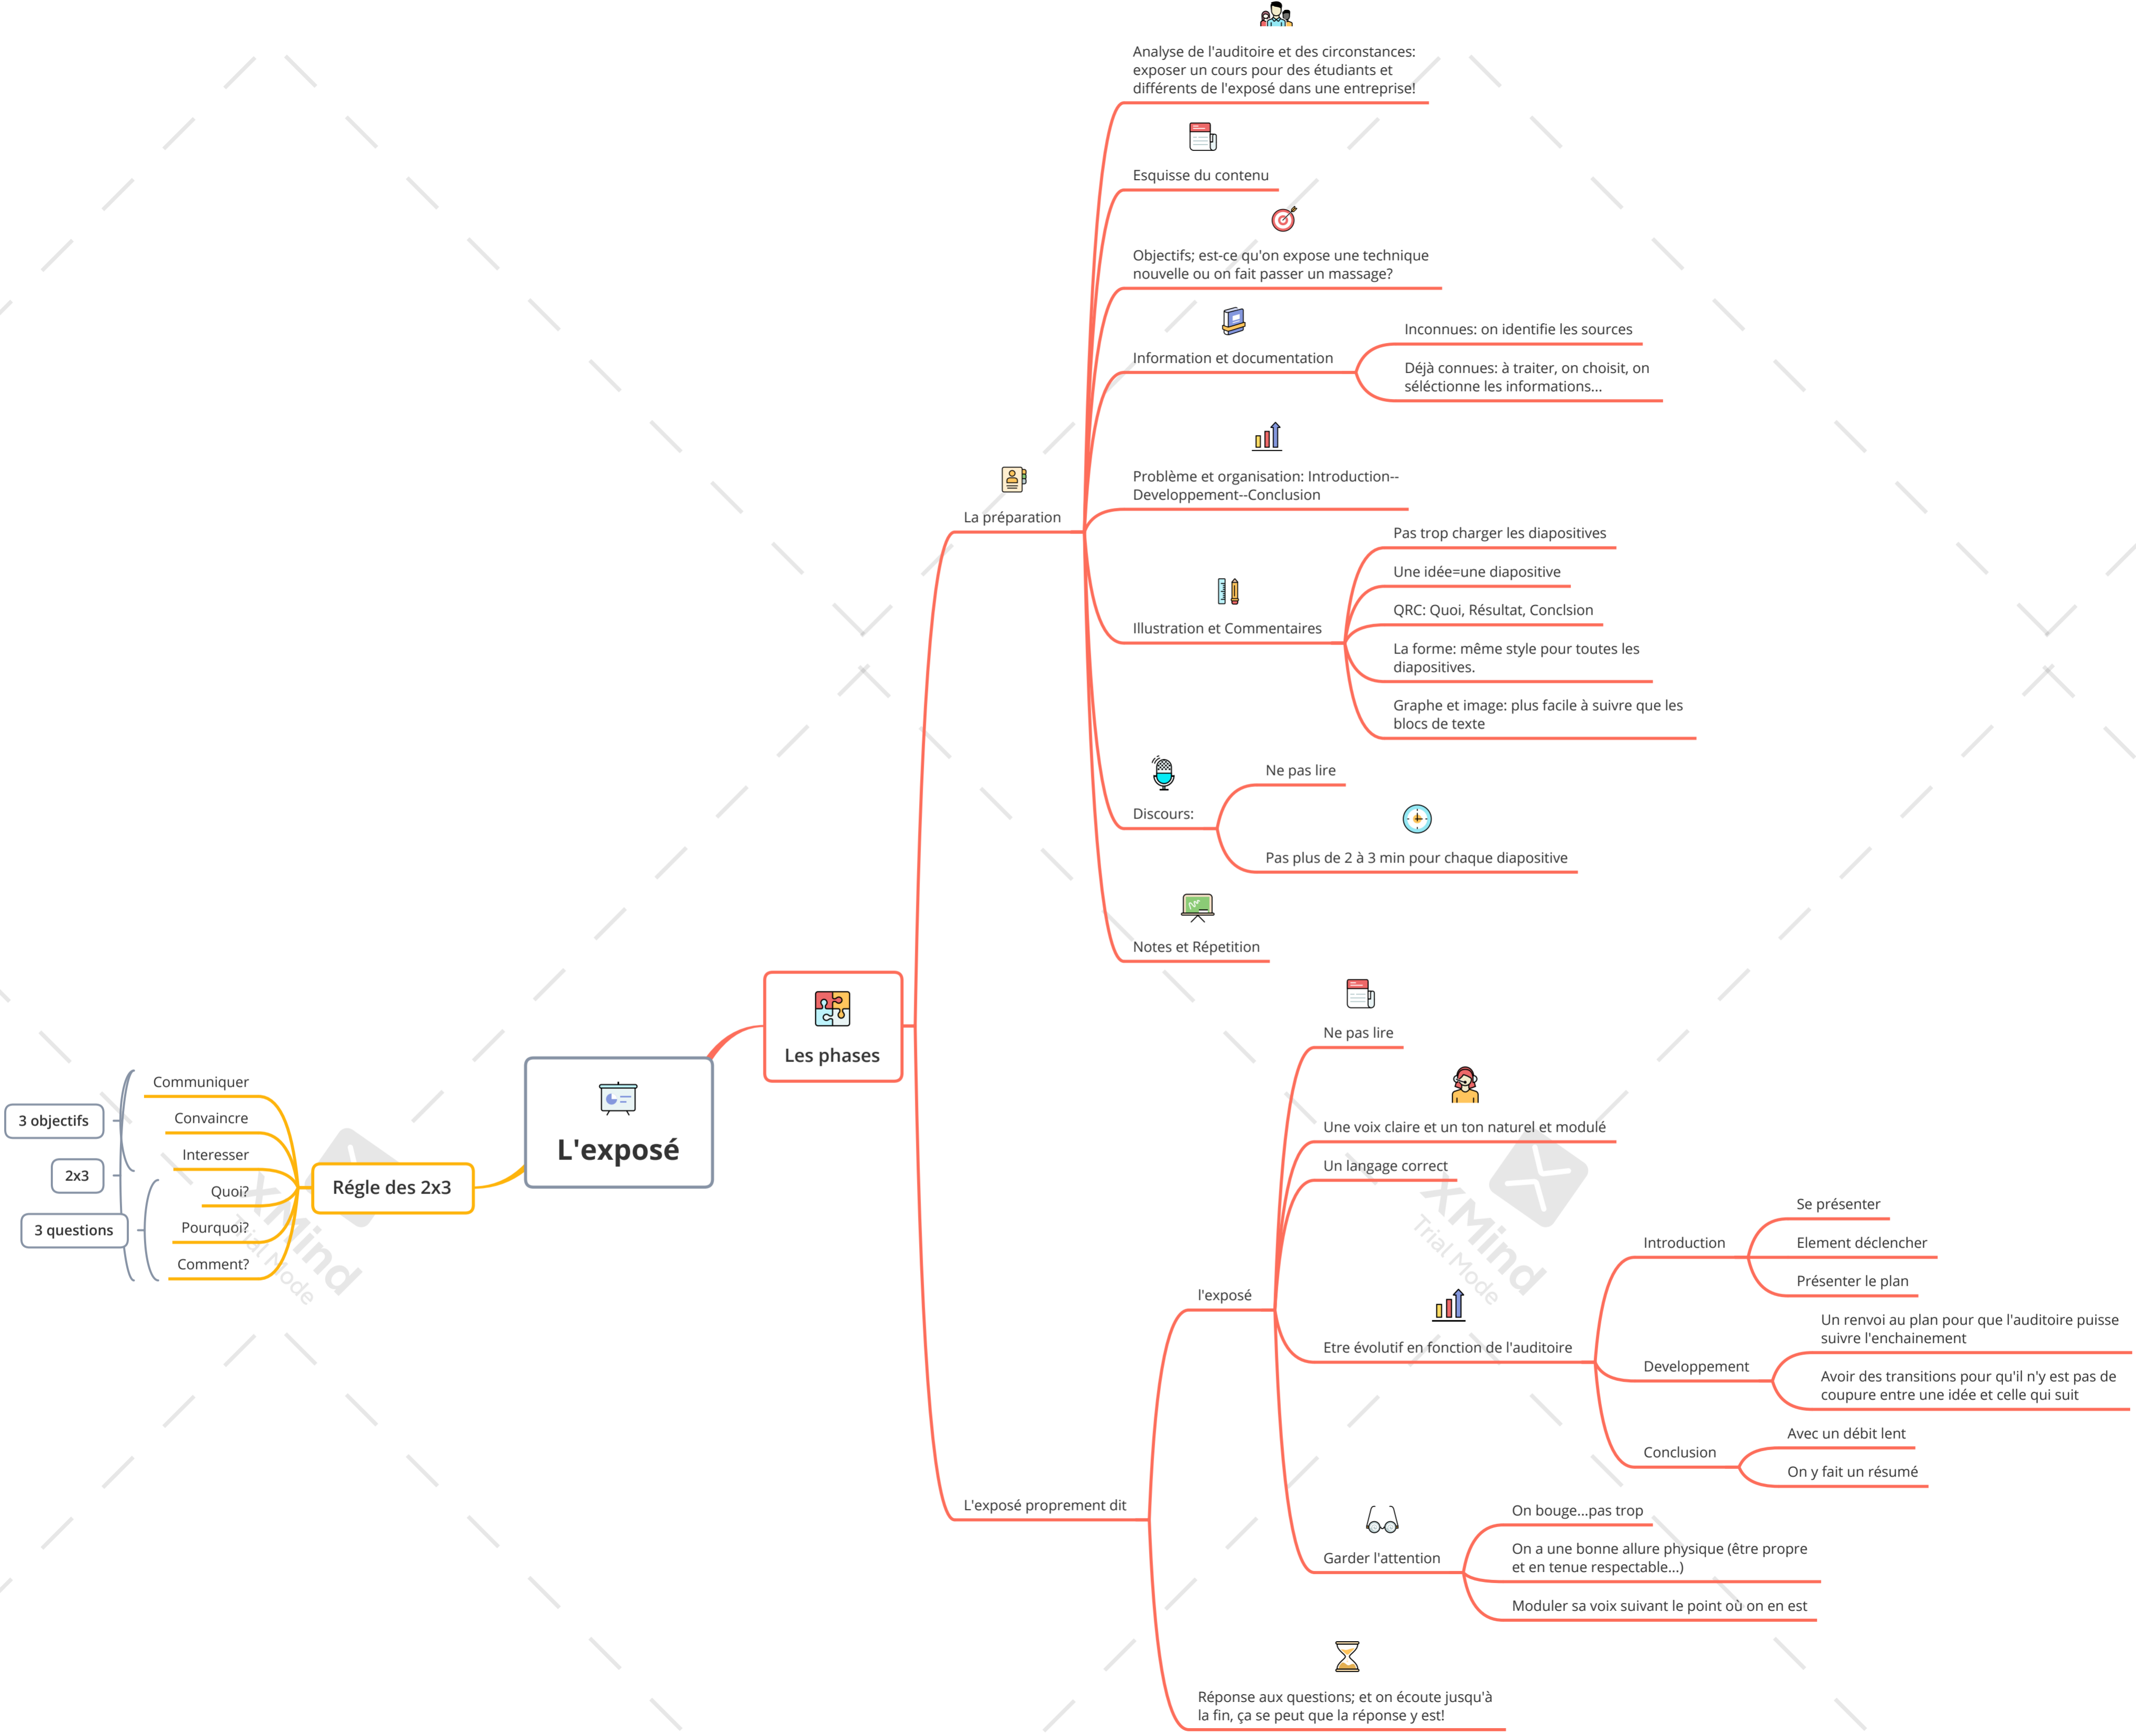 L'exposé
Les phases
La préparation
Analyse de l'auditoire et des circonstances:
exposer un cours pour des étudiants et
différents de l'exposé dans une entreprise!
Esquisse du contenu
Objectifs; est-ce qu'on expose une technique
nouvelle ou on fait passer un massage?
Information et documentation
Inconnues: on identifie les sources
Déjà connues: à traiter, on choisit, on
séléctionne les informations...
Problème et organisation: Introduction--
Developpement--Conclusion
Illustration et Commentaires
Pas trop charger les diapositives
Une idée=une diapositive
QRC: Quoi, Résultat, Conclsion
La forme: même style pour toutes les
diapositives.
Graphe et image: plus facile à suivre que les
blocs de texte
Discours:
Ne pas lire
Pas plus de 2 à 3 min pour chaque diapositive
Notes et Répetition
L'exposé proprement dit
l'exposé
Ne pas lire
Une voix claire et un ton naturel et modulé
Un langage correct
Etre évolutif en fonction de l'auditoire
Introduction
Se présenter
Element déclencher
Présenter le plan
Developpement
Un renvoi au plan pour que l'auditoire puisse
suivre l'enchainement
Avoir des transitions pour qu'il n'y est pas de
coupure entre une idée et celle qui suit
Conclusion
Avec un débit lent
On y fait un résumé
Garder l'attention
On bouge...pas trop
On a une bonne allure physique (être propre
et en tenue respectable...)
Moduler sa voix suivant le point où on en est
Réponse aux questions; et on écoute jusqu'à
la fin, ça se peut que la réponse y est!
Régle des 2x3
Communiquer
Convaincre
Interesser
Quoi?
Pourquoi?
Comment?
3 objectifs
2x3
3 questions
XMind
Trial Mode
XMind
Trial Mode